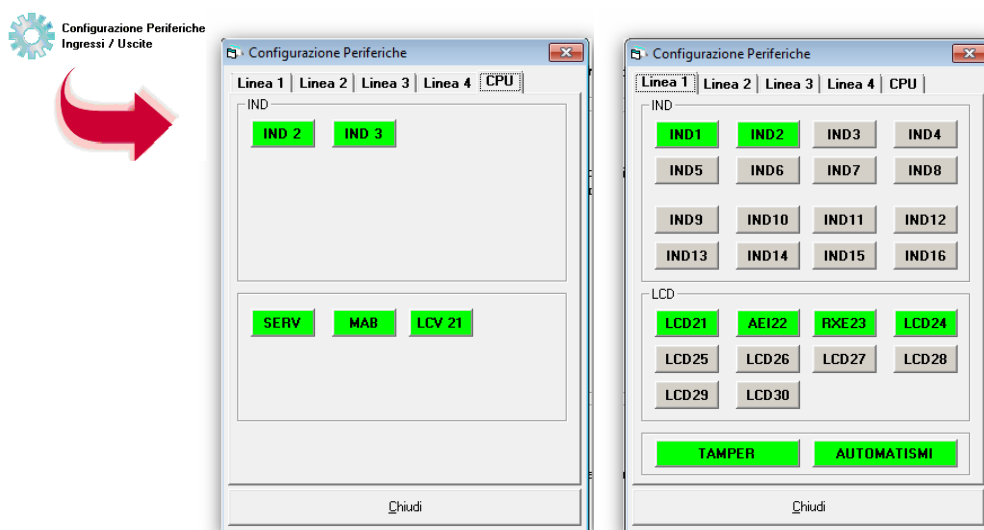 Configurazione Periferiche
Ingressi / Uscite
Configurazione Periferiche
Linea 1 Linea 2 Linea 3 Linea 4 CPU
IND
IND 2 IND 3
SERV MAB LCV 21
Chiudi
Configurazione Periferiche
Linea 1 Linea 2 Linea 3 Linea 4 CPU
IND
IND1 IND2 IND3 IND4
IND5 IND6 IND7 IND8
IND9 IND10 IND11 IND12
IND13 IND14 IND15 IND16
LCD
LCD21 AEI22 RXE23 LCD24
LCD25 LCD26 LCD27 LCD28
LCD29 LCD30
TAMPER AUTOMATISMI
Chiudi